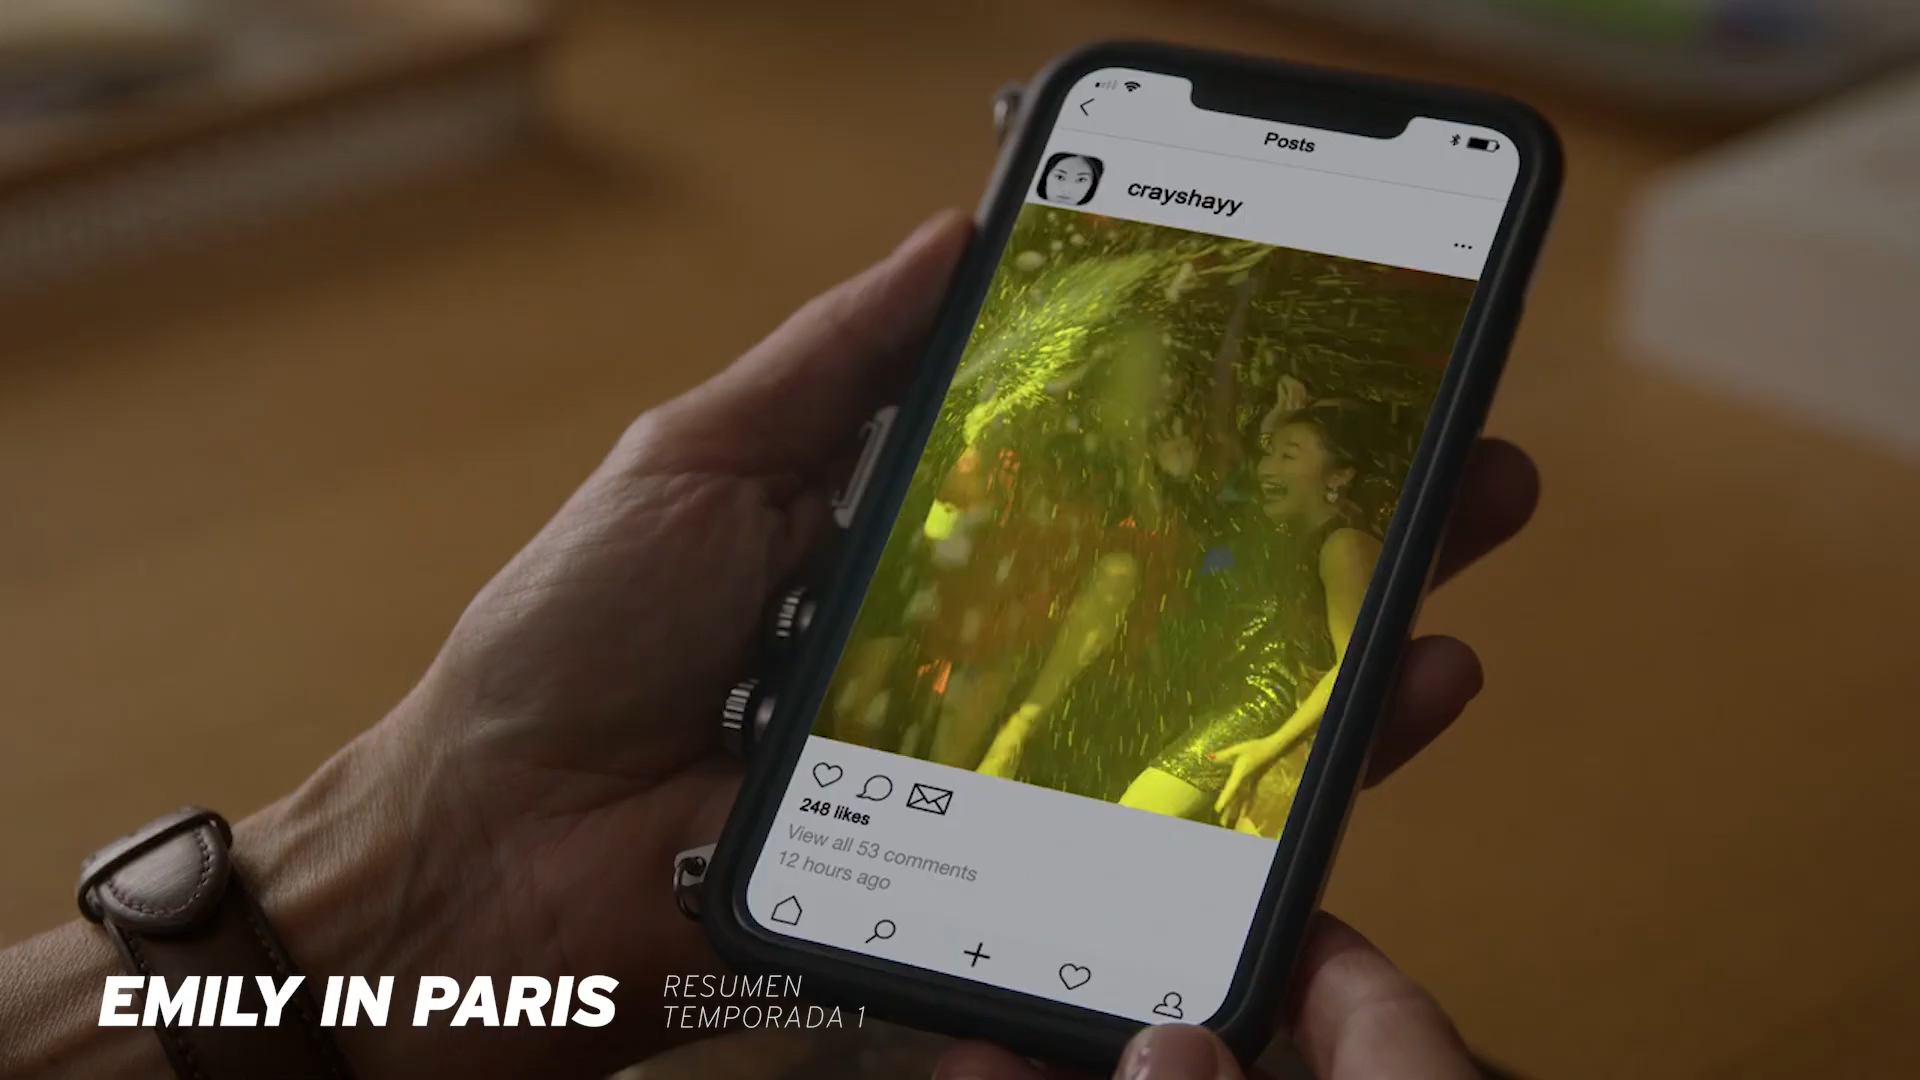 Posts
crayshayy
...
248 likes
View all 53 comments
12 hours ago
EMILY IN PARIS
RESUMEN
TEMPORADA 1